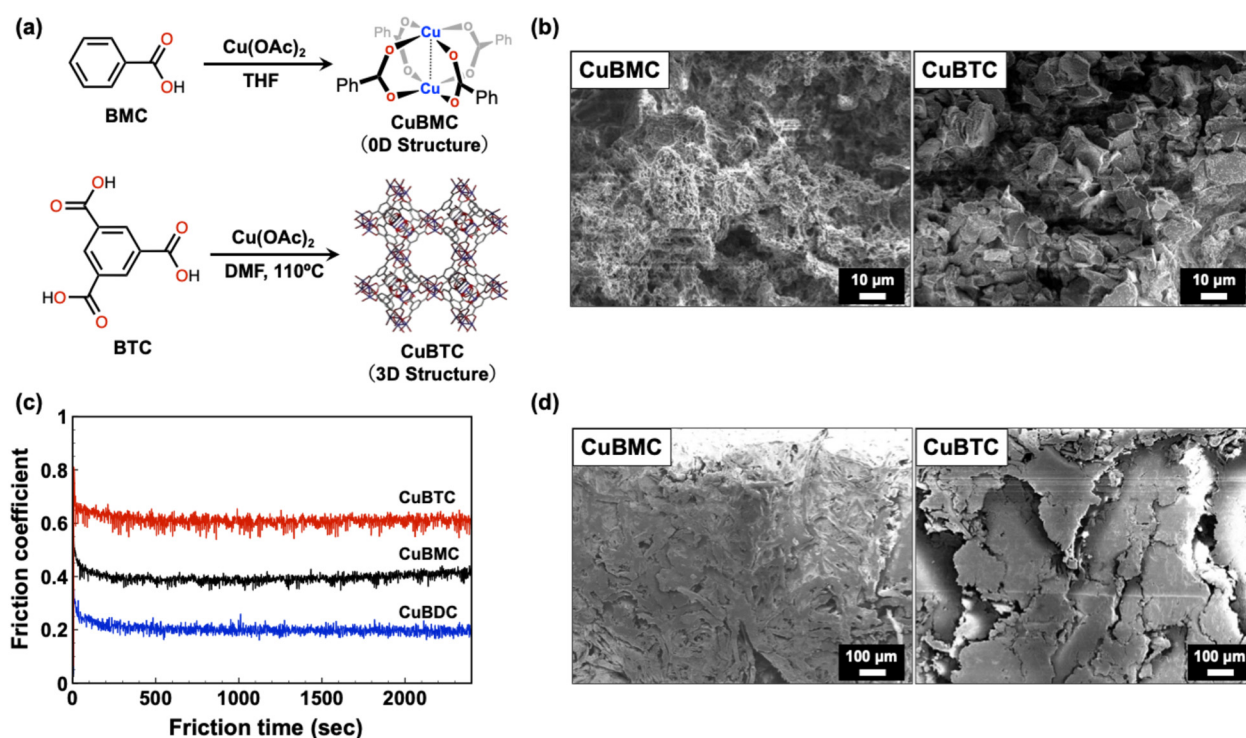 (a)
O
OH
BMC
Cu(OAc)2
THF
O
O
Cu
O
O
Ph
Ph
Ph
O
O
Cu
O
O
Ph
CuBMC
(0D Structure)
OH
O
O
OH
HO
O
BTC
Cu(OAc)2
DMF, 110ºC
CuBTC
(3D Structure)
(b)
CuBMC
10 µm
CuBTC
10 µm
(c)
1
0.8
0.6
0.4
0.2
0
Friction coefficient
CuBTC
CuBMC
CuBDC
0
500
1000
1500
2000
Friction time (sec)
(d)
CuBMC
100 µm
CuBTC
100 µm